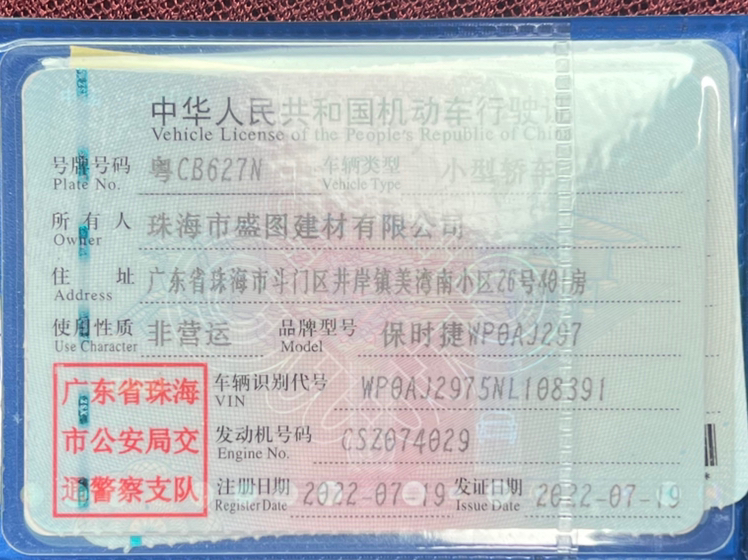 中华人民共和国机动车行驶证
Vehicle License of the People's Republic of China
号牌号码 粤CB627N 车辆类型 小型轿车
Plate No. Vehicle Type
所有人 珠海市盛图建材有限公司
Owner
住址 广东省珠海市斗门区井岸镇美湾南小区26号401房
Address
使用性质 非营运 品牌型号 保时捷WP0AJ297
Use Character Model
广东省珠海 车辆识别代号 WP0AJ2975NL108391
VIN
市公安局交 发动机号码 CSZ074029
Engine No.
通警察支队 注册日期 2022-07-19 发证日期 2022-07-19
Register Date Issue Date